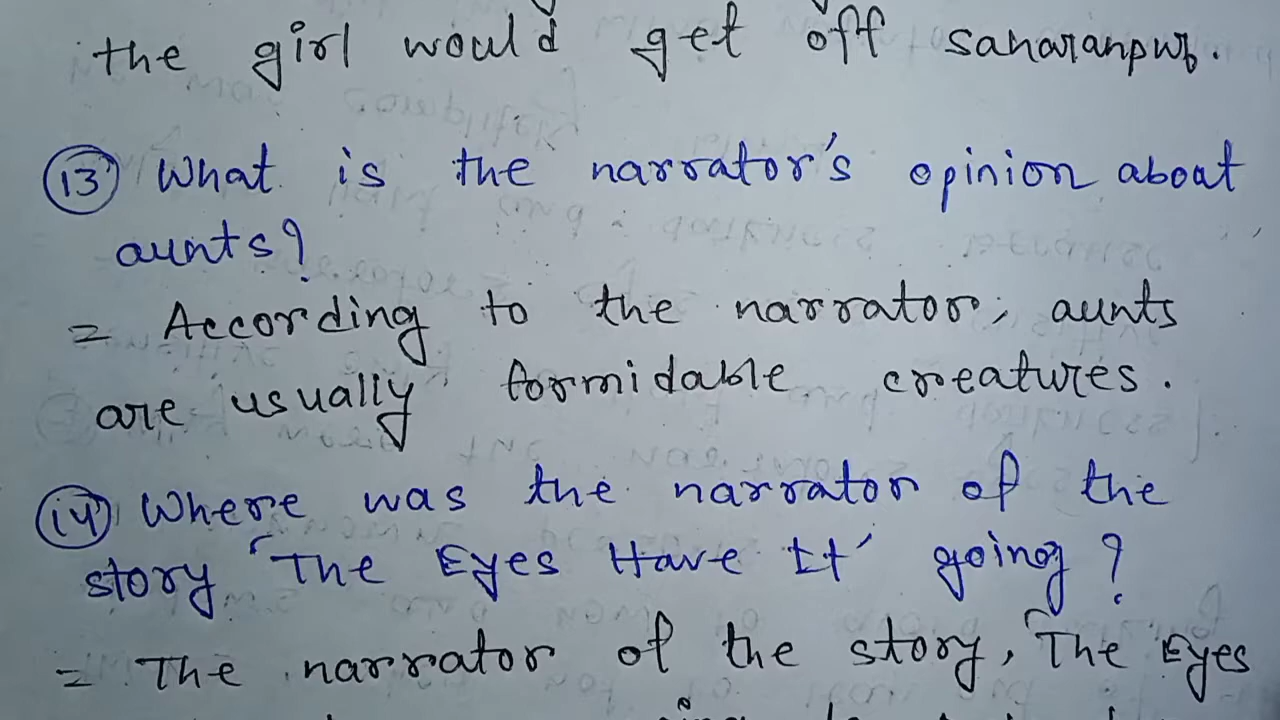 the girl would get off saharanpur.
13 What is the narrator's opinion about
aunts?
= According to the narrator, aunts
are usually formidable creatures.
14 Where was the narrator of the
story 'The Eyes Have It' going?
= The narrator of the story, 'The Eyes